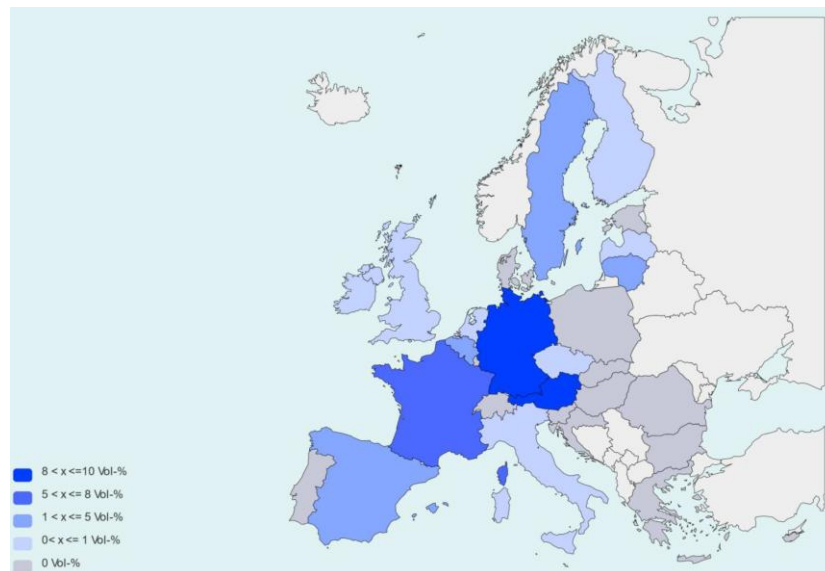 8 < x <=10 Vol-%
5 < x <= 8 Vol-%
1 < x <= 5 Vol-%
0< x <= 1 Vol-%
0 Vol-%